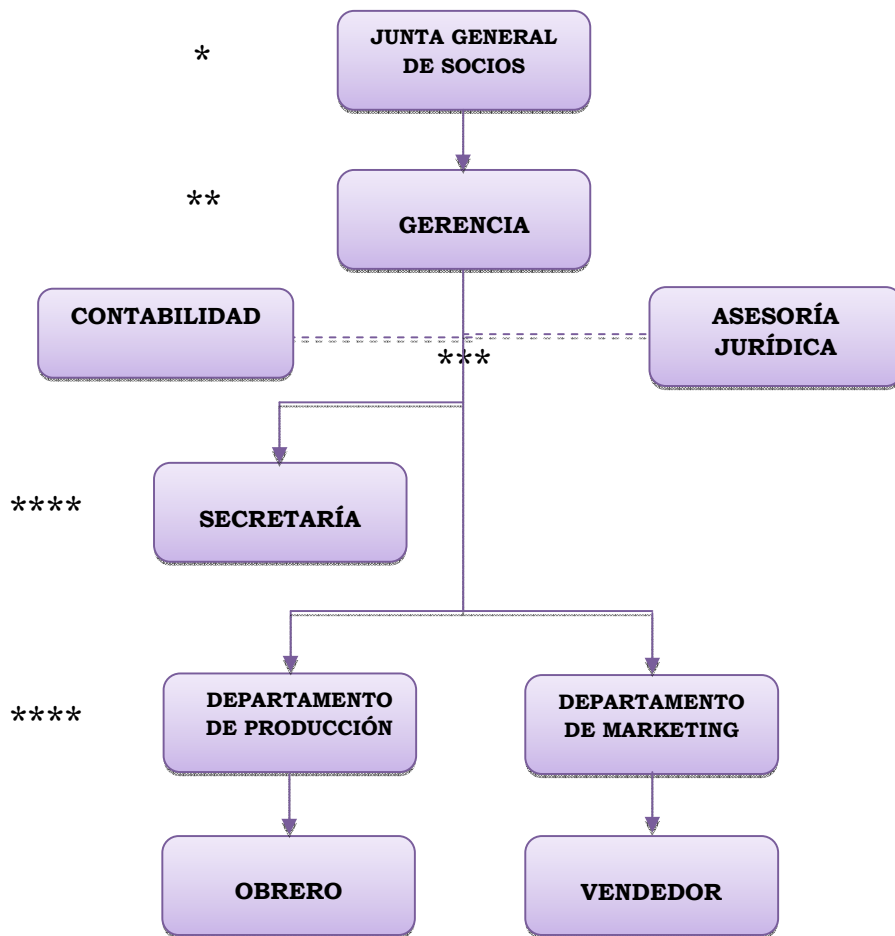 *
JUNTA GENERAL
DE SOCIOS
**
GERENCIA
CONTABILIDAD
ASESORÍA
JURÍDICA
***
****
SECRETARÍA
****
DEPARTAMENTO
DE PRODUCCIÓN
DEPARTAMENTO
DE MARKETING
OBRERO
VENDEDOR